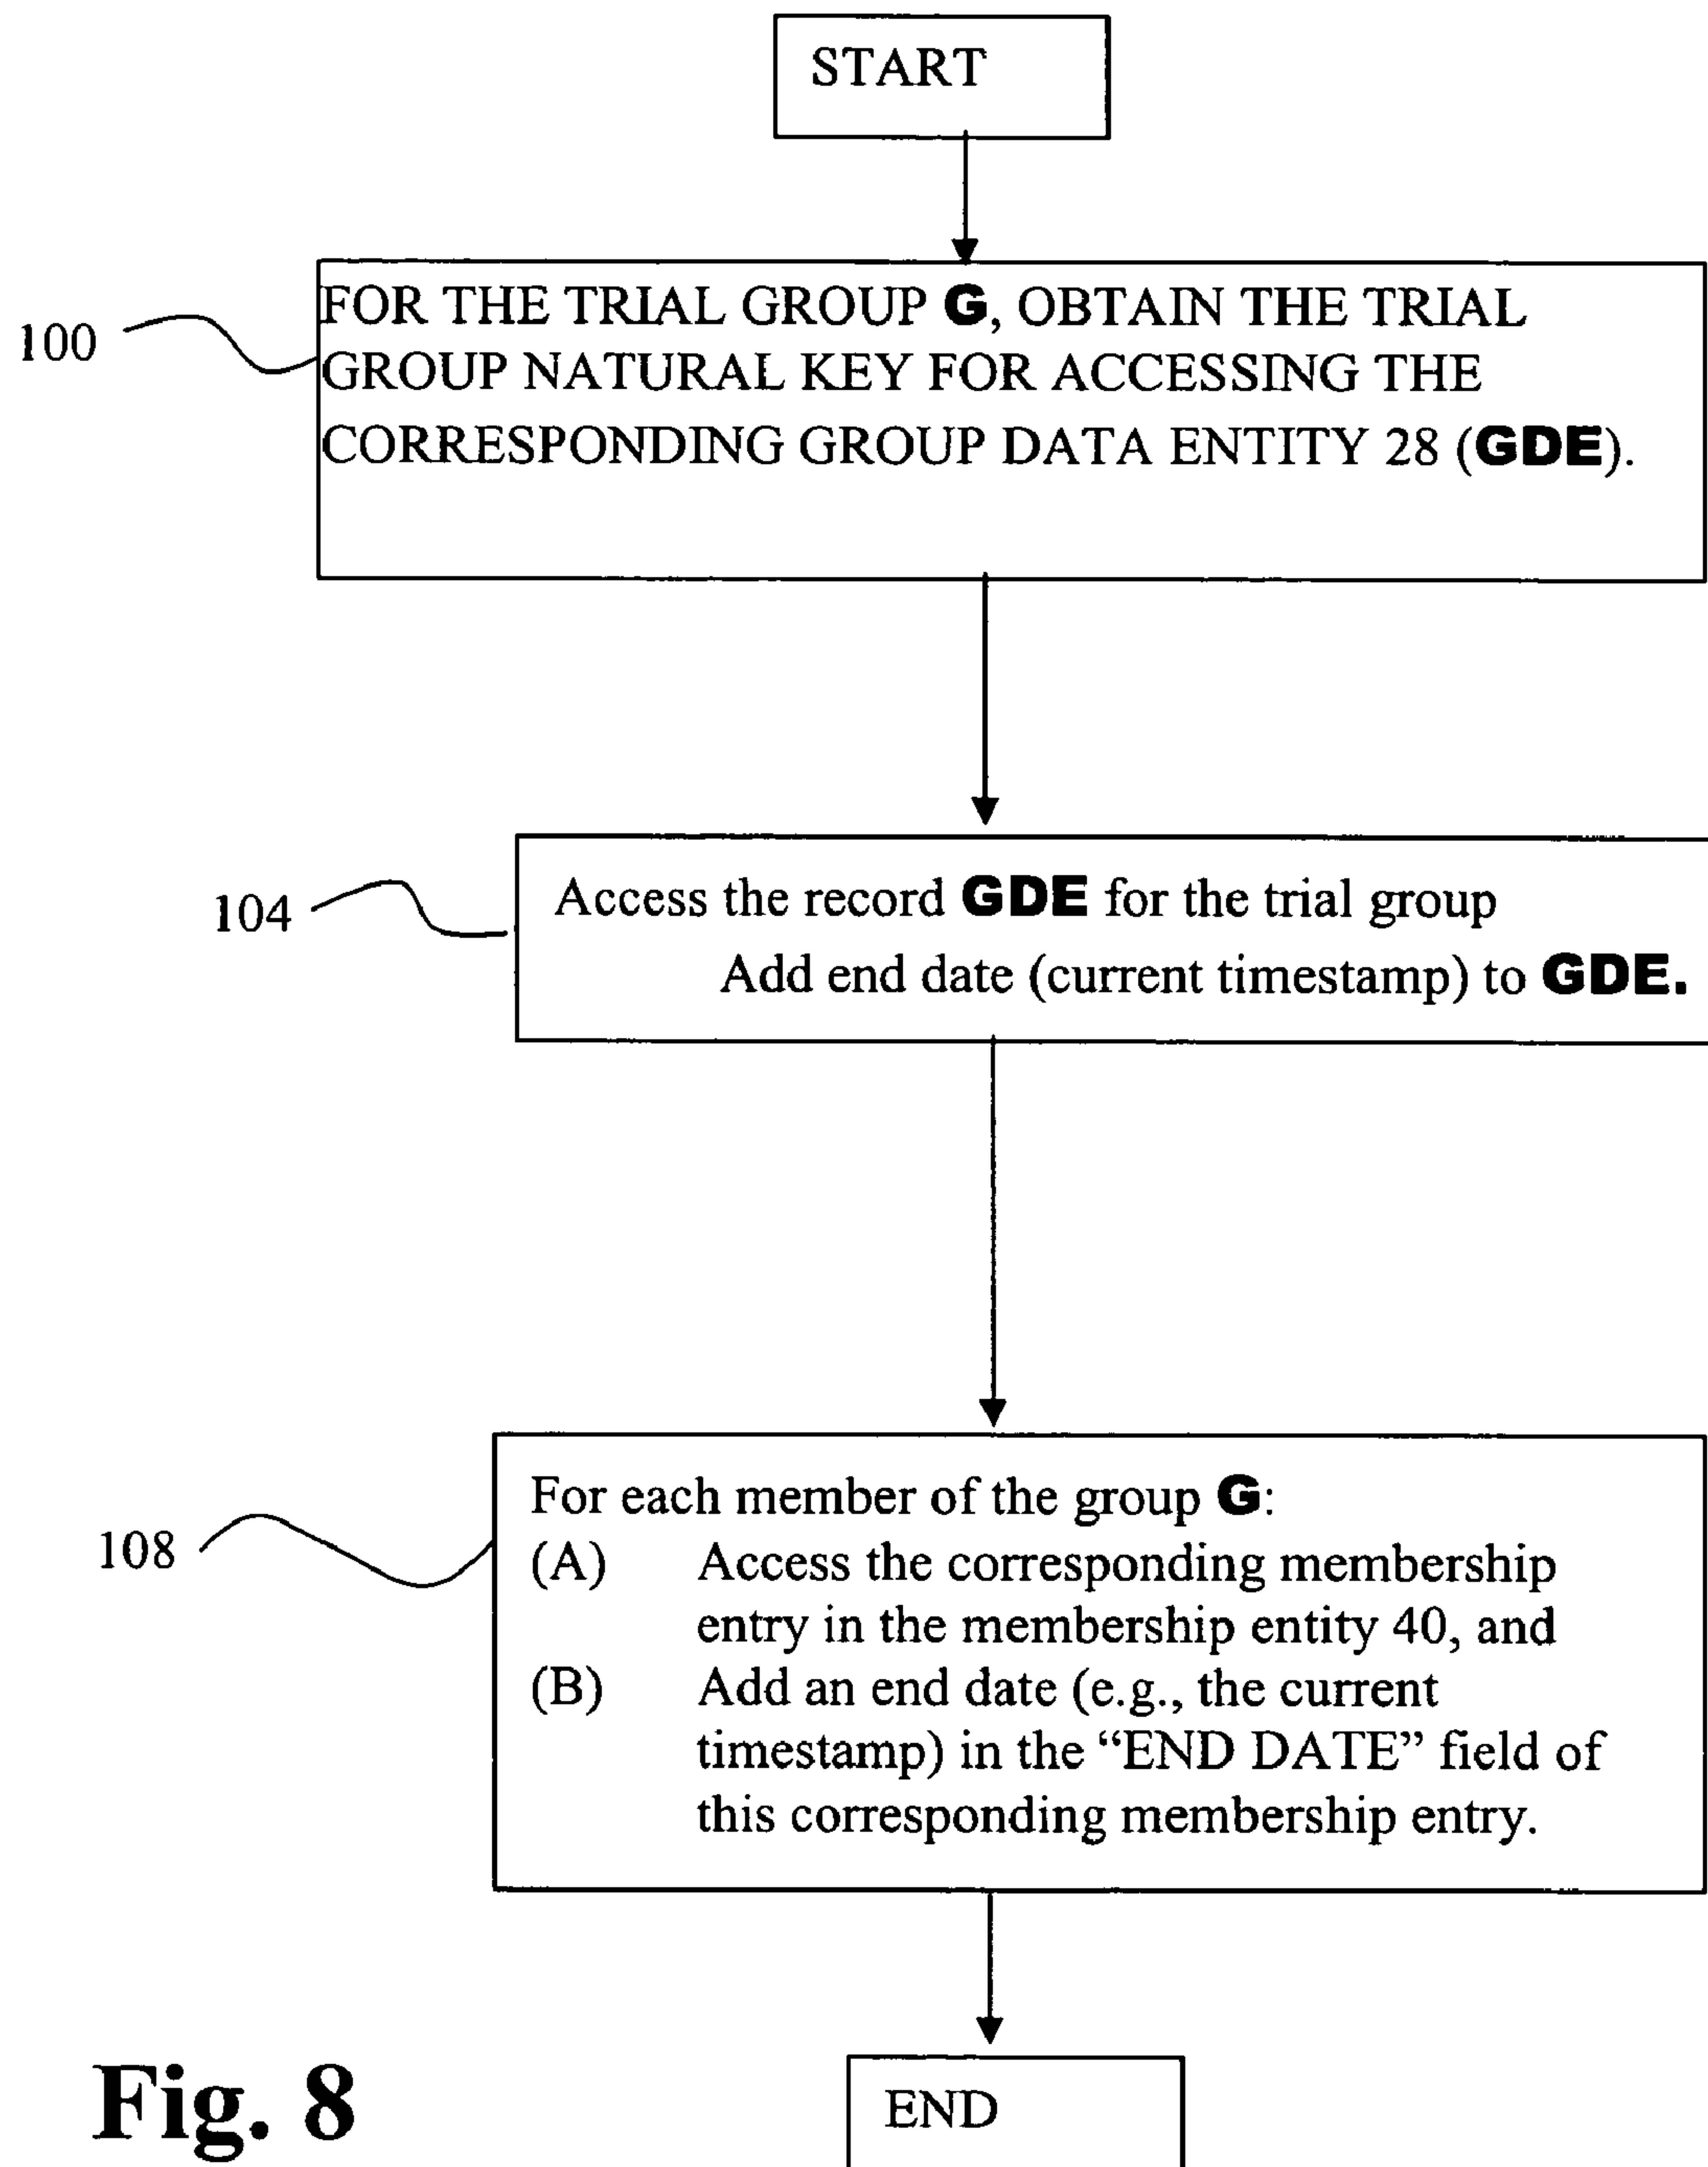 START
100
FOR THE TRIAL GROUP G, OBTAIN THE TRIAL
GROUP NATURAL KEY FOR ACCESSING THE
CORRESPONDING GROUP DATA ENTITY 28 (GDE).
104
Access the record GDE for the trial group
Add end date (current timestamp) to GDE.
108
For each member of the group G:
(A) Access the corresponding membership
entry in the membership entity 40, and
(B) Add an end date (e.g., the current
timestamp) in the “END DATE” field of
this corresponding membership entry.
END
Fig. 8